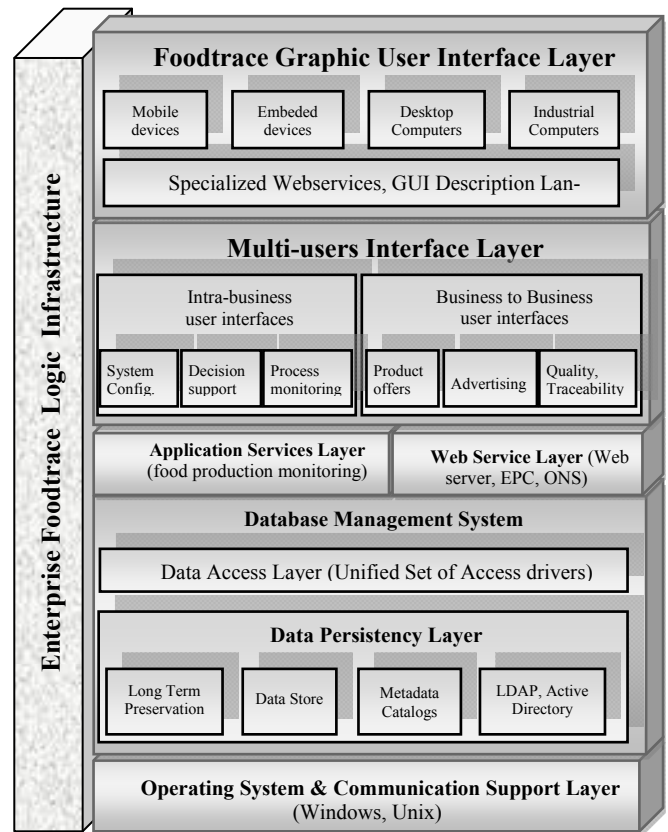 Enterprise Foodtrace Logic Infrastructure
Foodtrace Graphic User Interface Layer
Mobile
devices
Embeded
devices
Desktop
Computers
Industrial
Computers
Specialized Webservices, GUI Description Lan-
Multi-users Interface Layer
Intra-business
user interfaces
System
Config.
Decision
support
Process
monitoring
Business to Business
user interfaces
Product
offers
Advertising
Quality,
Traceability
Application Services Layer
(food production monitoring)
Web Service Layer (Web
server, EPC, ONS)
Database Management System
Data Access Layer (Unified Set of Access drivers)
Data Persistency Layer
Long Term
Preservation
Data Store
Metadata
Catalogs
LDAP, Active
Directory
Operating System & Communication Support Layer
(Windows, Unix)